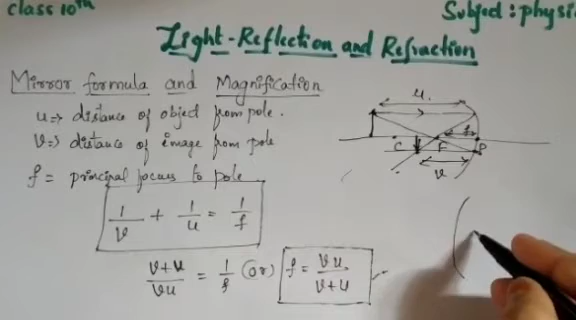 class 10th
Subject: physic
Light-Reflection and Refraction
Mirror formula and Magnification
u => distance of object from pole.
v => distance of image from pole
f = principal focus to pole
1/v + 1/u = 1/f
v+u/vu = 1/f (or) f = vu/v+u
u
C F P
f
v